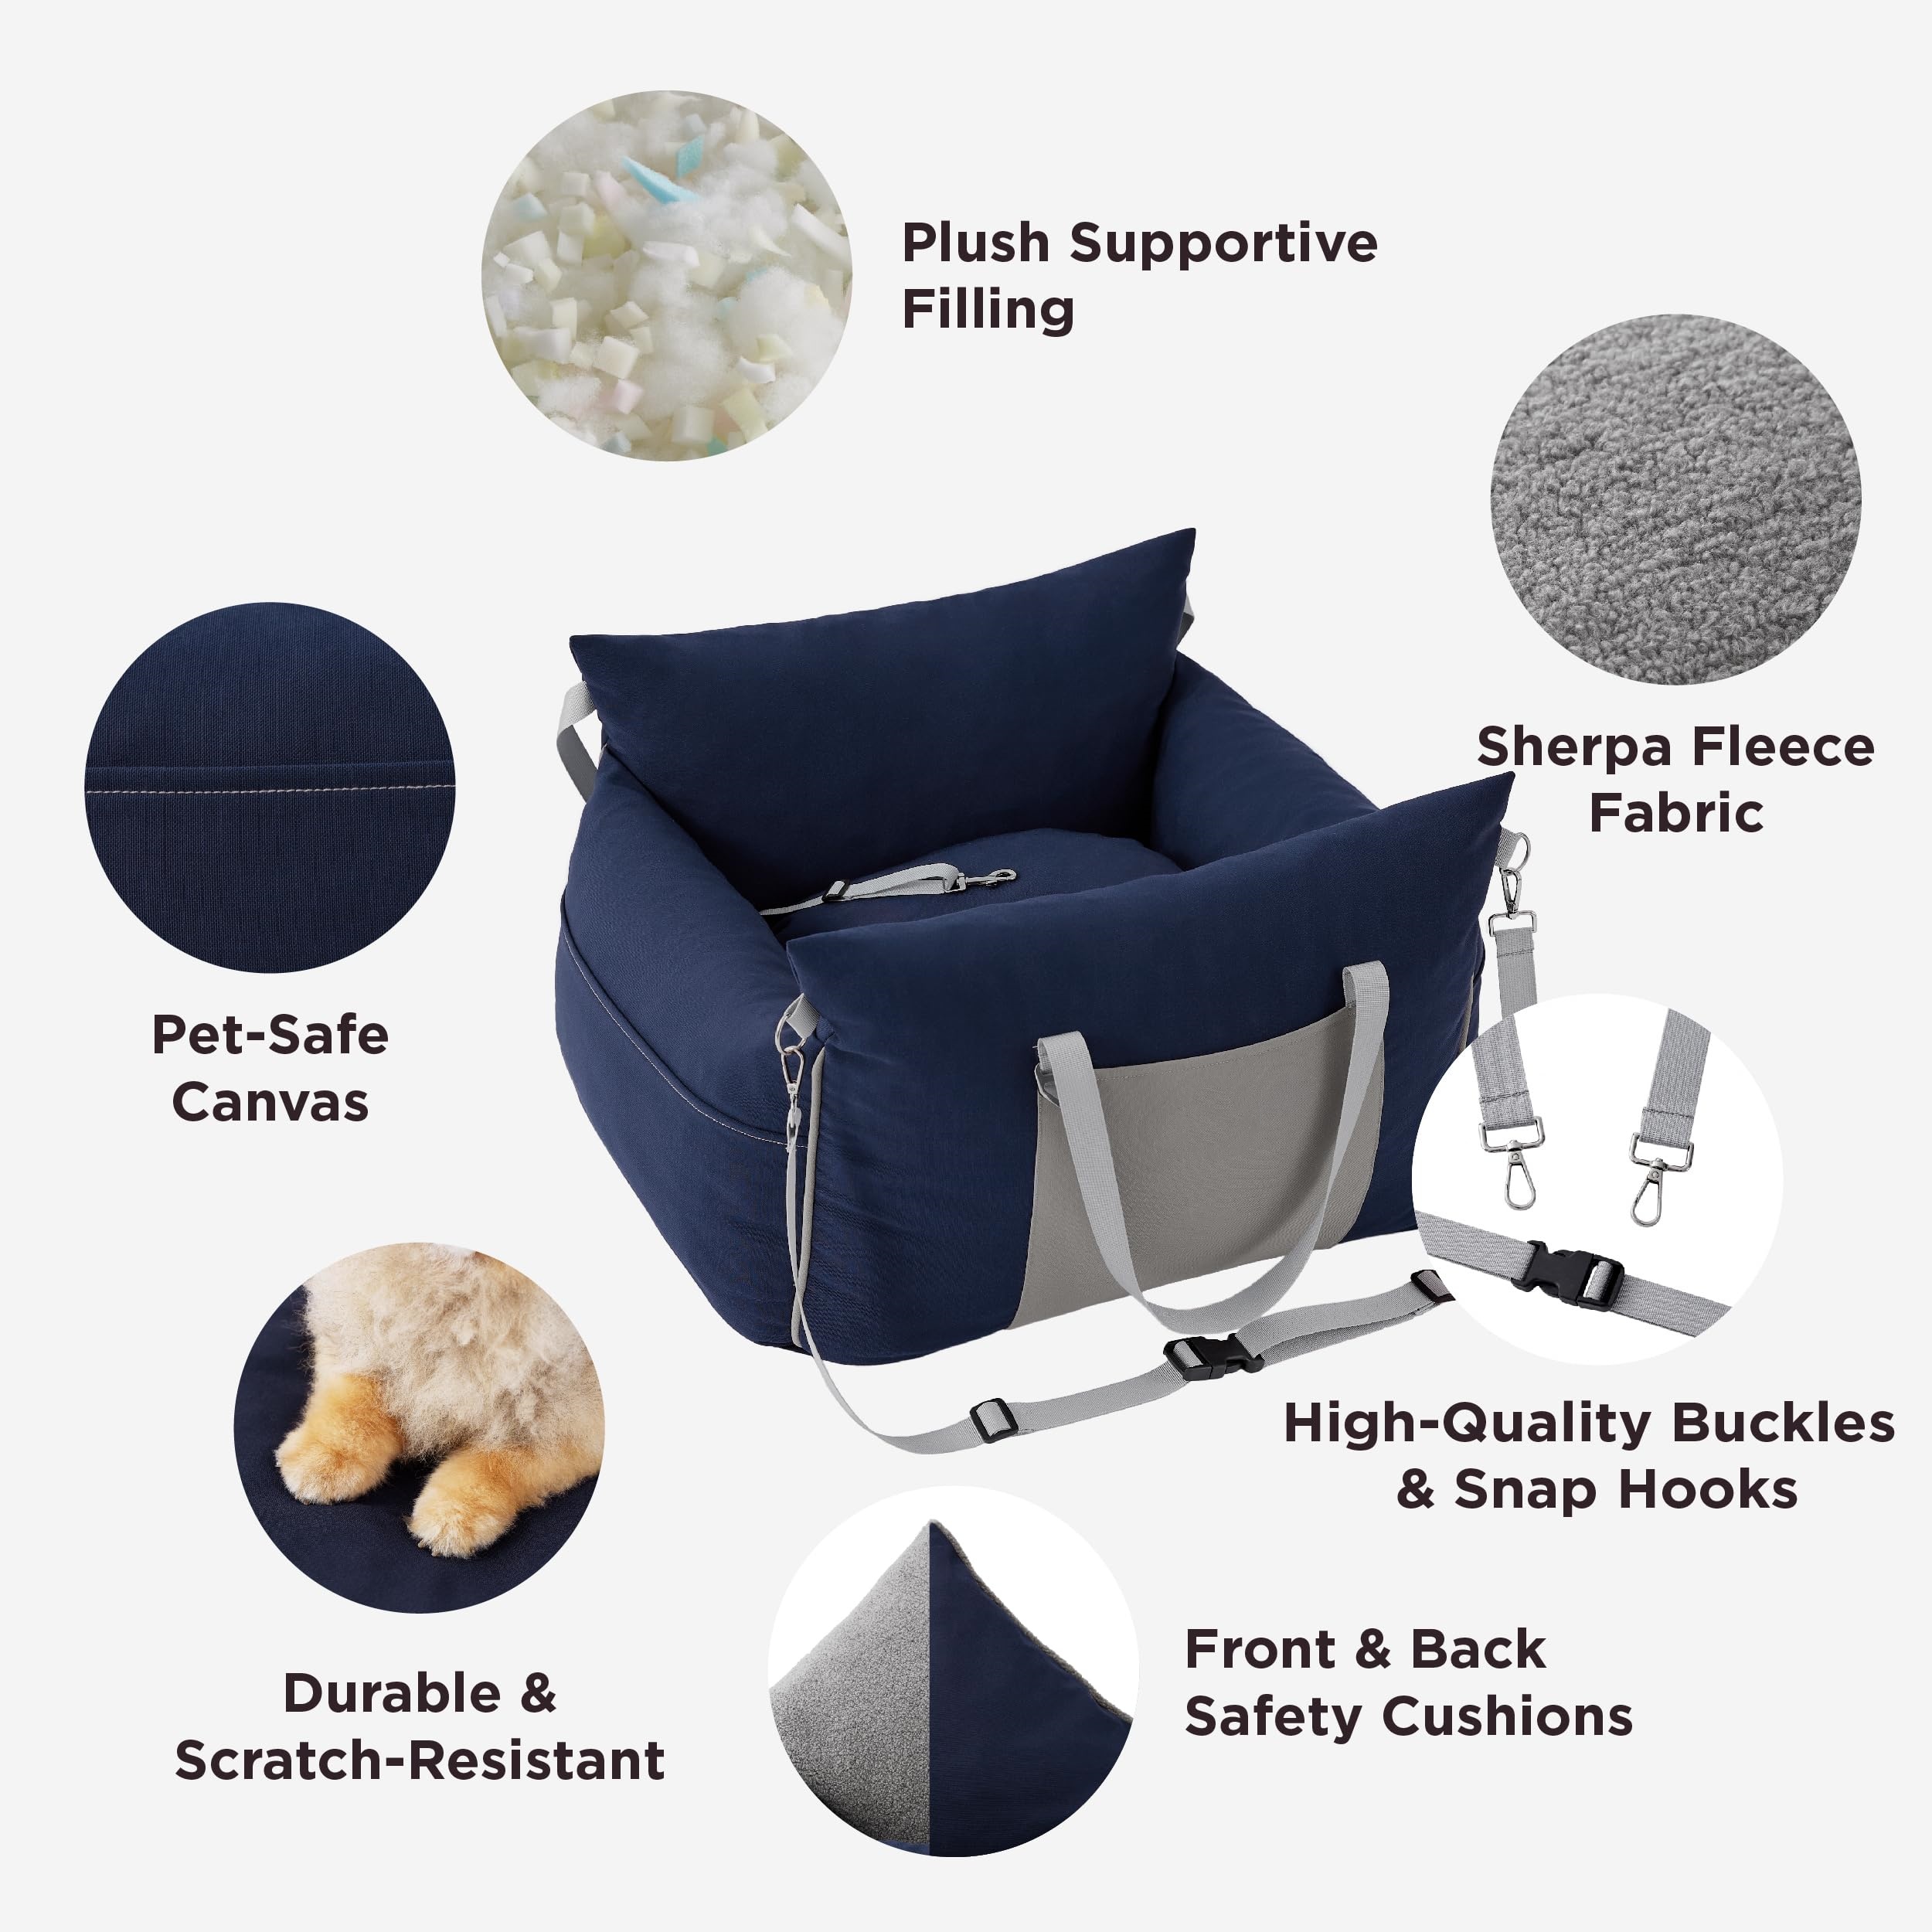 Plush Supportive
Filling
Sherpa Fleece
Fabric
Pet-Safe
Canvas
High-Quality Buckles
& Snap Hooks
Durable &
Scratch-Resistant
Front & Back
Safety Cushions